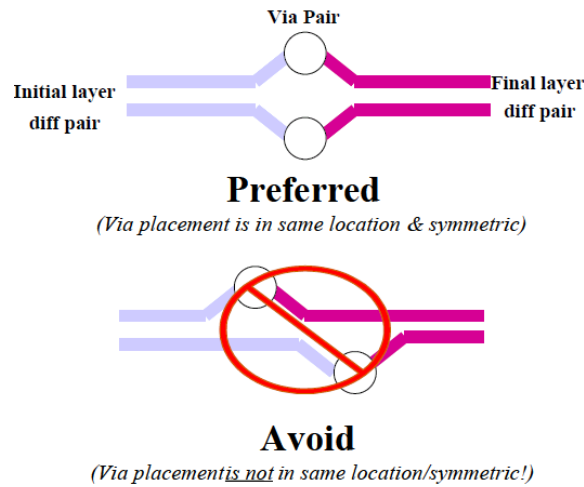 Via Pair
Initial layer
diff pair
Final layer
diff pair
Preferred
(Via placement is in same location & symmetric)
Avoid
(Via placementis not in same location/symmetric!)